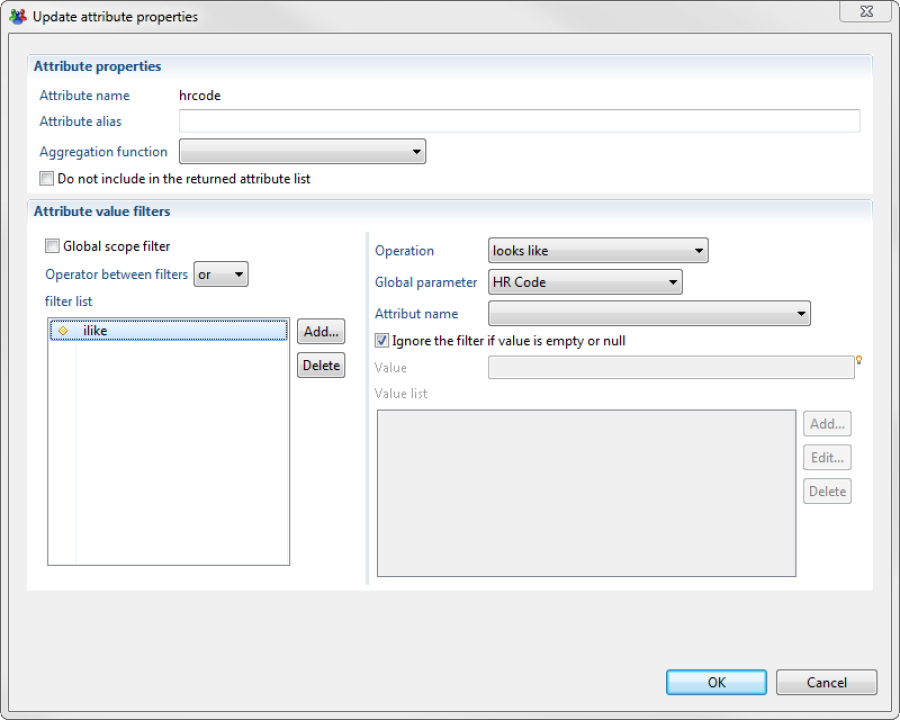 Update attribute properties
Attribute properties
Attribute name hrcode
Attribute alias
Aggregation function
Do not include in the returned attribute list
Attribute value filters
Global scope filter
Operator between filters or
filter list
ilike
Add...
Delete
Operation looks like
Global parameter HR Code
Attribut name
Ignore the filter if value is empty or null
Value
Value list
Add...
Edit...
Delete
OK Cancel